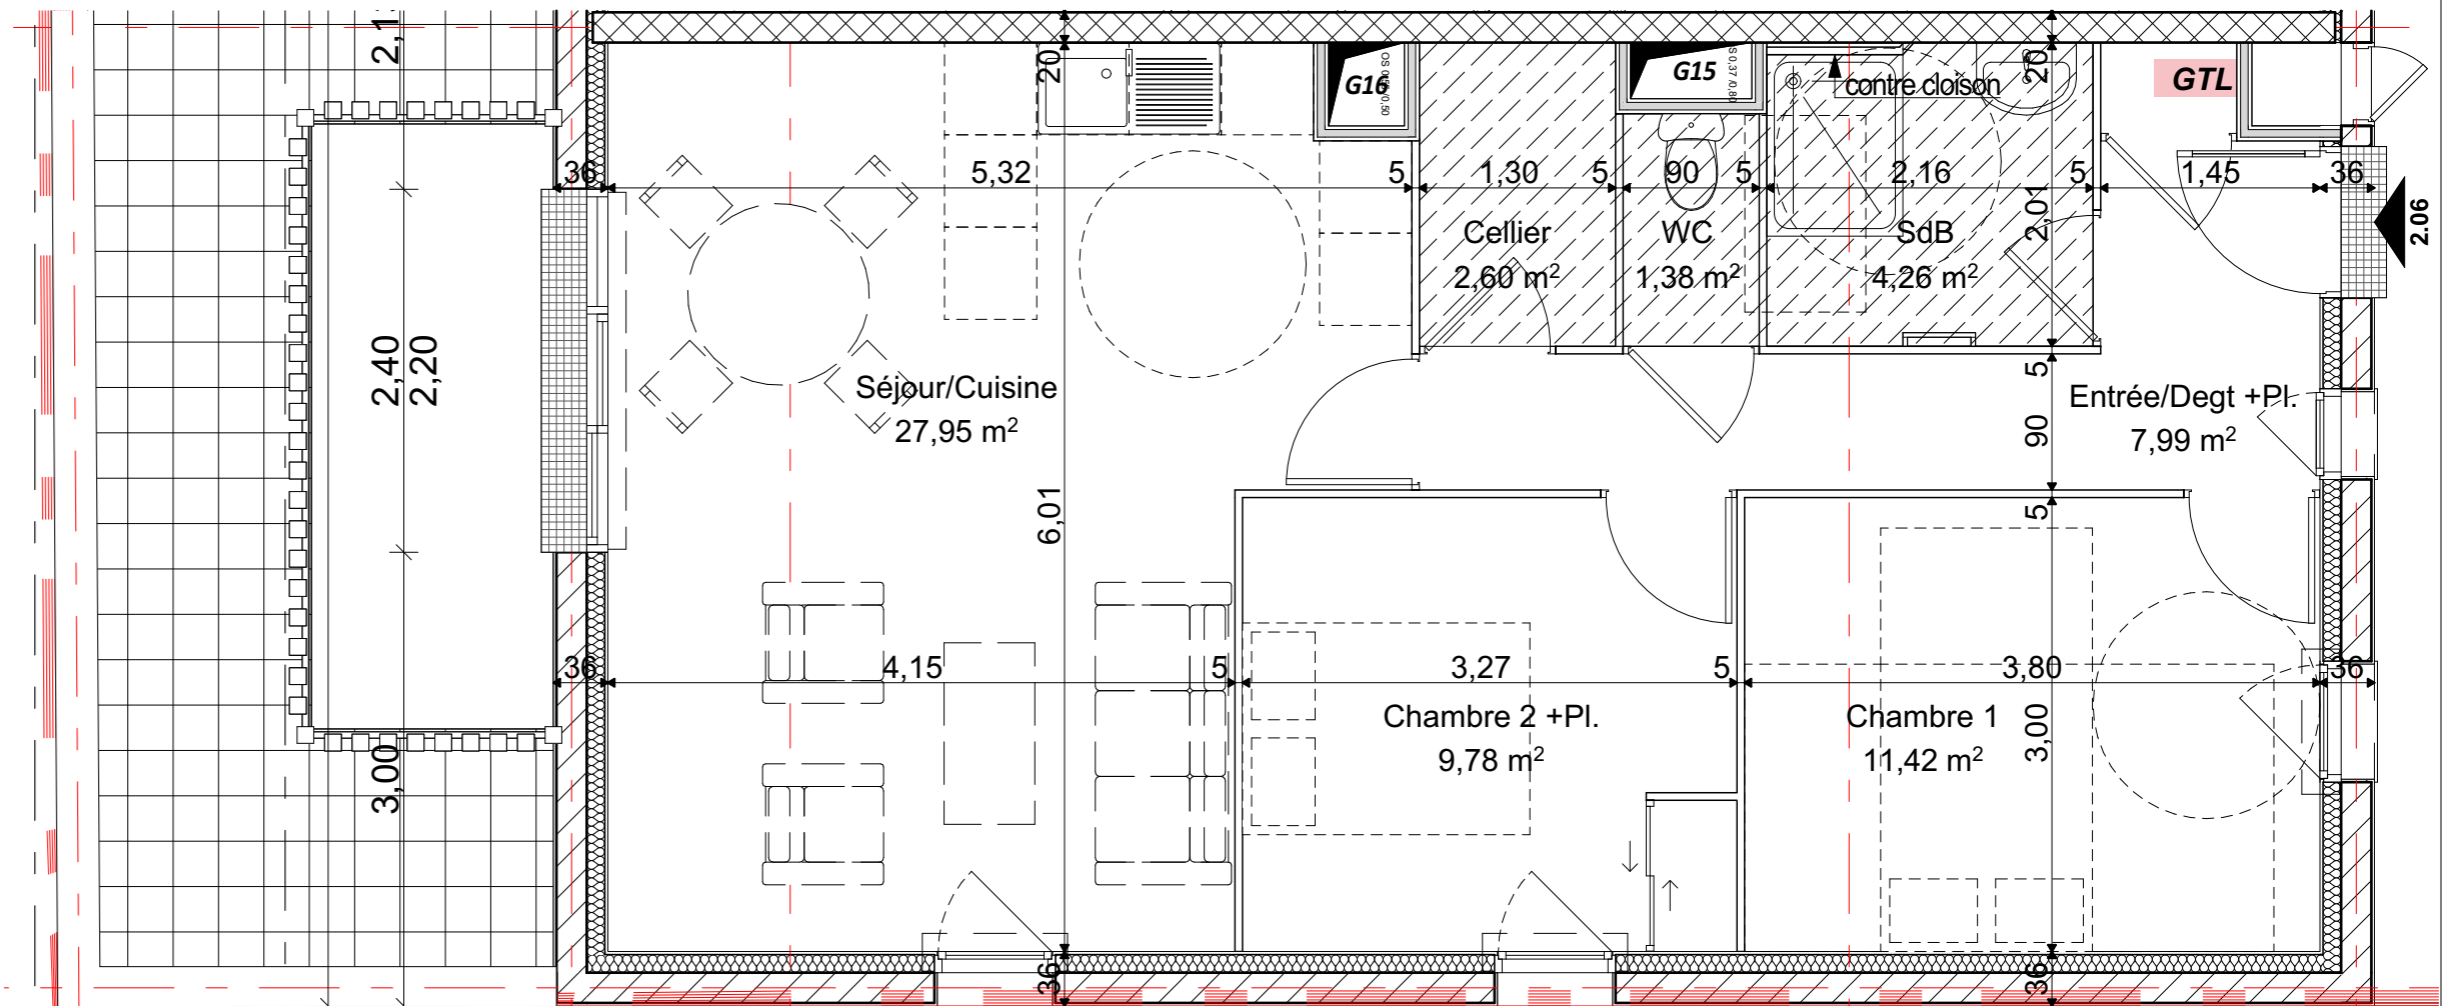 2,1
20
G16
G15
S0,37 /0,80
contre cloison
20
GTL
36
5,32
5
1,30
5
90
5
2,16
5
1,45
36
2.06
2,01
Cellier
2,60 m²
WC
1,38 m²
SdB
4,26 m²
2,40
2,20
Séjour/Cuisine
27,95 m²
5
90
Entrée/Degt +Pl.
7,99 m²
6,01
5
36
4,15
5
3,27
5
3,80
36
3,00
Chambre 2 +Pl.
9,78 m²
Chambre 1
11,42 m²
3,00
36
36